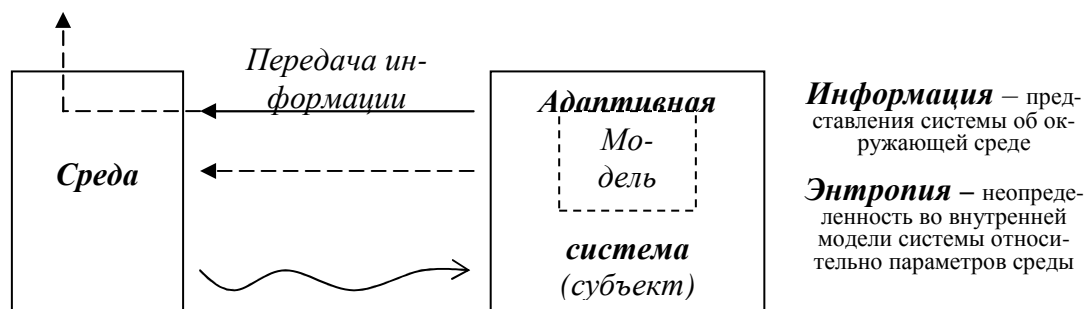 Передача ин-
формации
Среда
Адаптивная
Мо-
дель
система
(субъект)
Информация – пред-
ставления системы об ок-
ружающей среде
Энтропия – неопреде-
ленность во внутренней
модели системы относи-
тельно параметров среды